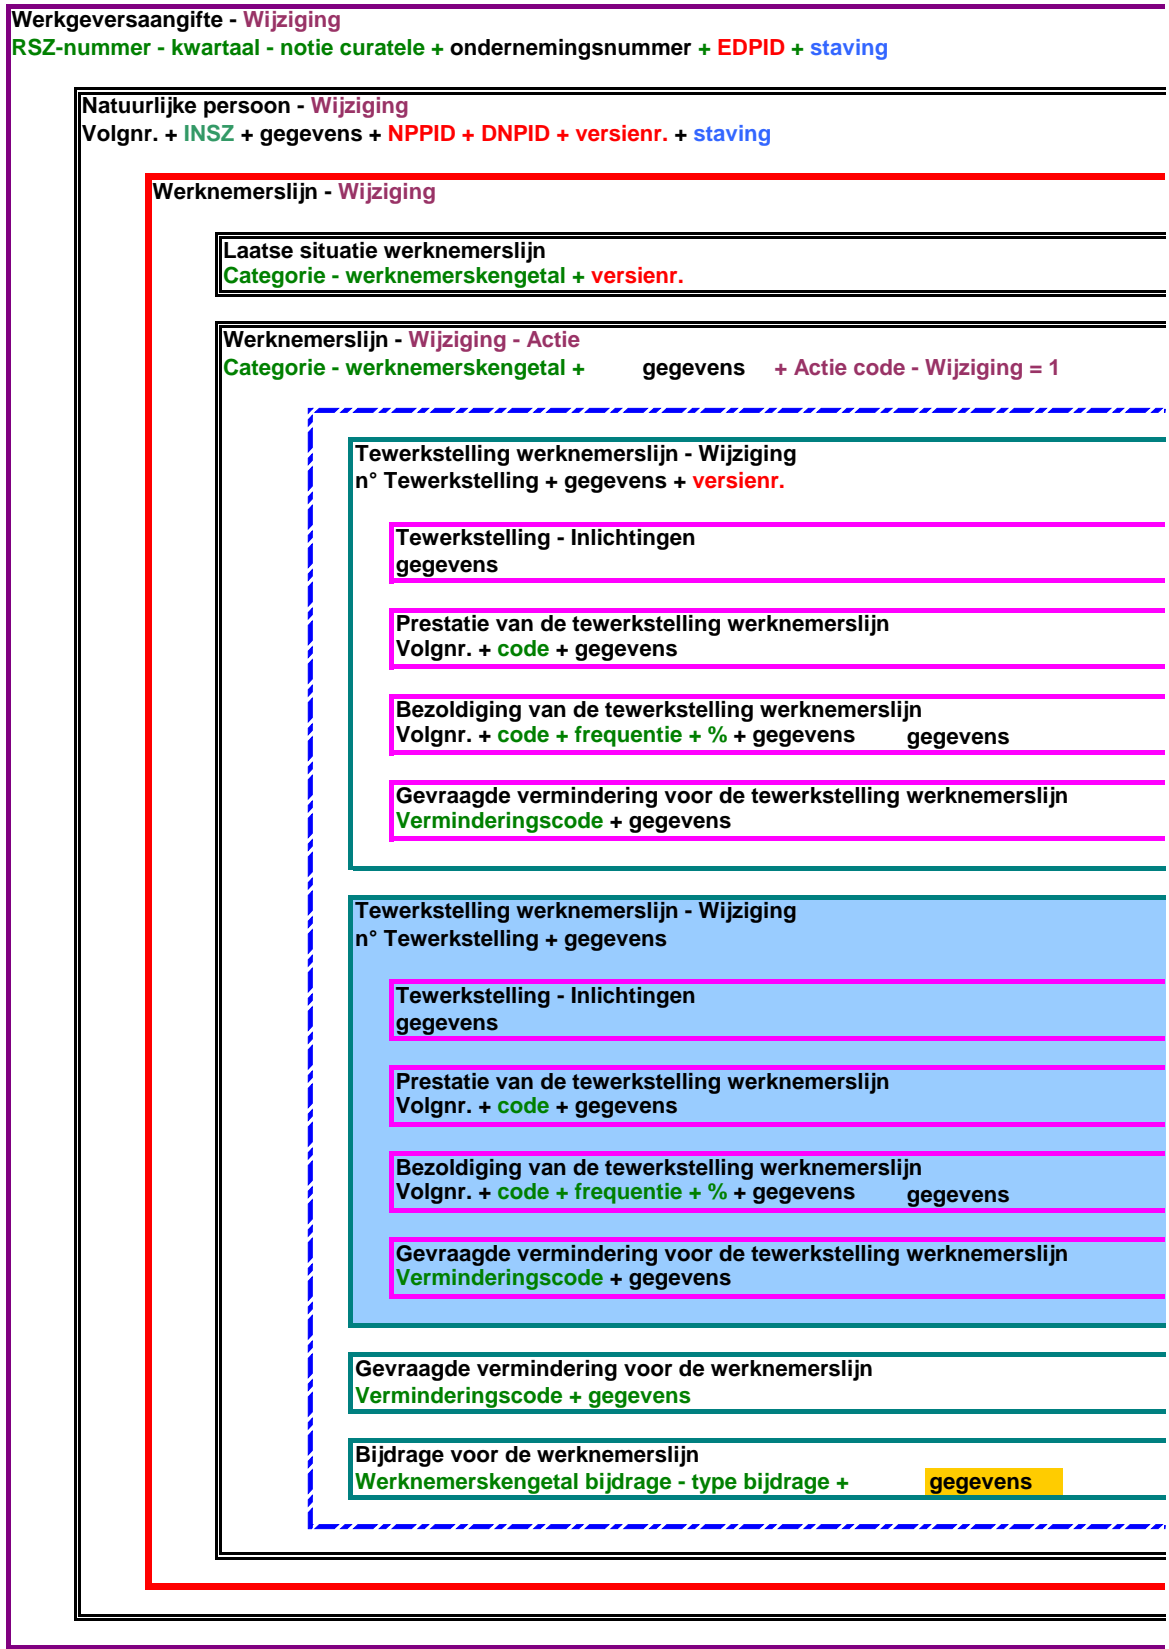 Werkgeversaangifte - Wijziging
RSZ-nummer - kwartaal - notie curatele + ondernemingsnummer + EDPID + staving
Natuurlijke persoon - Wijziging
Volgnr. + INSZ + gegevens + NPPID + DNPID + versienr. + staving
Werknemerslijn - Wijziging
Laatse situatie werknemerslijn
Categorie - werknemerskengetal + versienr.
Werknemerslijn - Wijziging - Actie
Categorie - werknemerskengetal + gegevens + Actie code - Wijziging = 1
Tewerkstelling werknemerslijn - Wijziging
n° Tewerkstelling + gegevens + versienr.
Tewerkstelling - Inlichtingen
gegevens
Prestatie van de tewerkstelling werknemerslijn
Volgnr. + code + gegevens
Bezoldiging van de tewerkstelling werknemerslijn
Volgnr. + code + frequentie + % + gegevens gegevens
Gevraagde vermindering voor de tewerkstelling werknemerslijn
Verminderingscode + gegevens
Tewerkstelling werknemerslijn - Wijziging
n° Tewerkstelling + gegevens
Tewerkstelling - Inlichtingen
gegevens
Prestatie van de tewerkstelling werknemerslijn
Volgnr. + code + gegevens
Bezoldiging van de tewerkstelling werknemerslijn
Volgnr. + code + frequentie + % + gegevens gegevens
Gevraagde vermindering voor de tewerkstelling werknemerslijn
Verminderingscode + gegevens
Gevraagde vermindering voor de werknemerslijn
Verminderingscode + gegevens
Bijdrage voor de werknemerslijn
Werknemerskengetal bijdrage - type bijdrage + gegevens